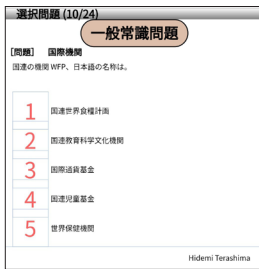 選択問題 (10/24)
一般常識問題
[問題] 国際機関
国連の機関 WFP、日本語の名称は。
1 国連世界食糧計画
2 国連教育科学文化機関
3 国際通貨基金
4 国連児童基金
5 世界保健機関
Hidemi Terashima